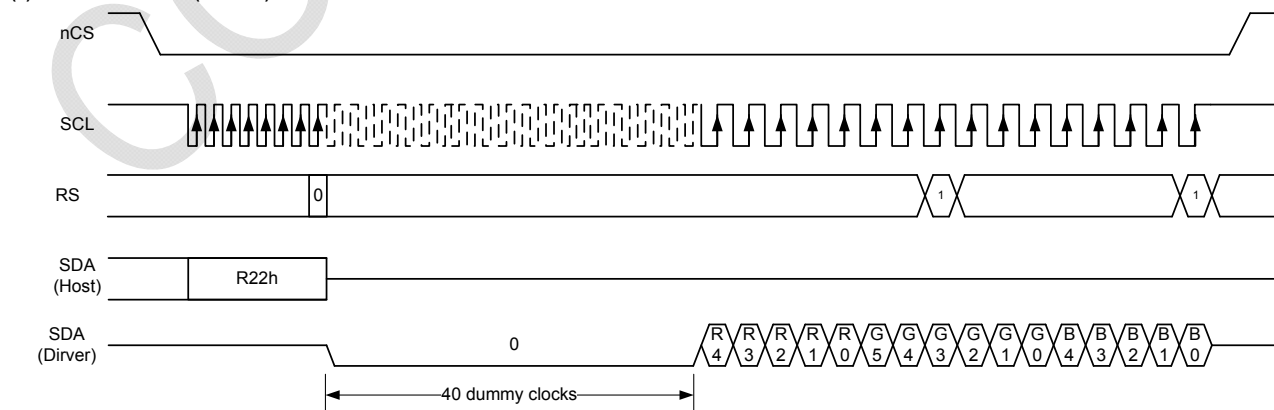 nCS
SCL
RS
0
1
1
SDA
(Host)
R22h
SDA
(Dirver)
0
R R R R R G G G G G G B B B B B
4 3 2 1 0 5 4 3 2 1 0 4 3 2 1 0
40 dummy clocks